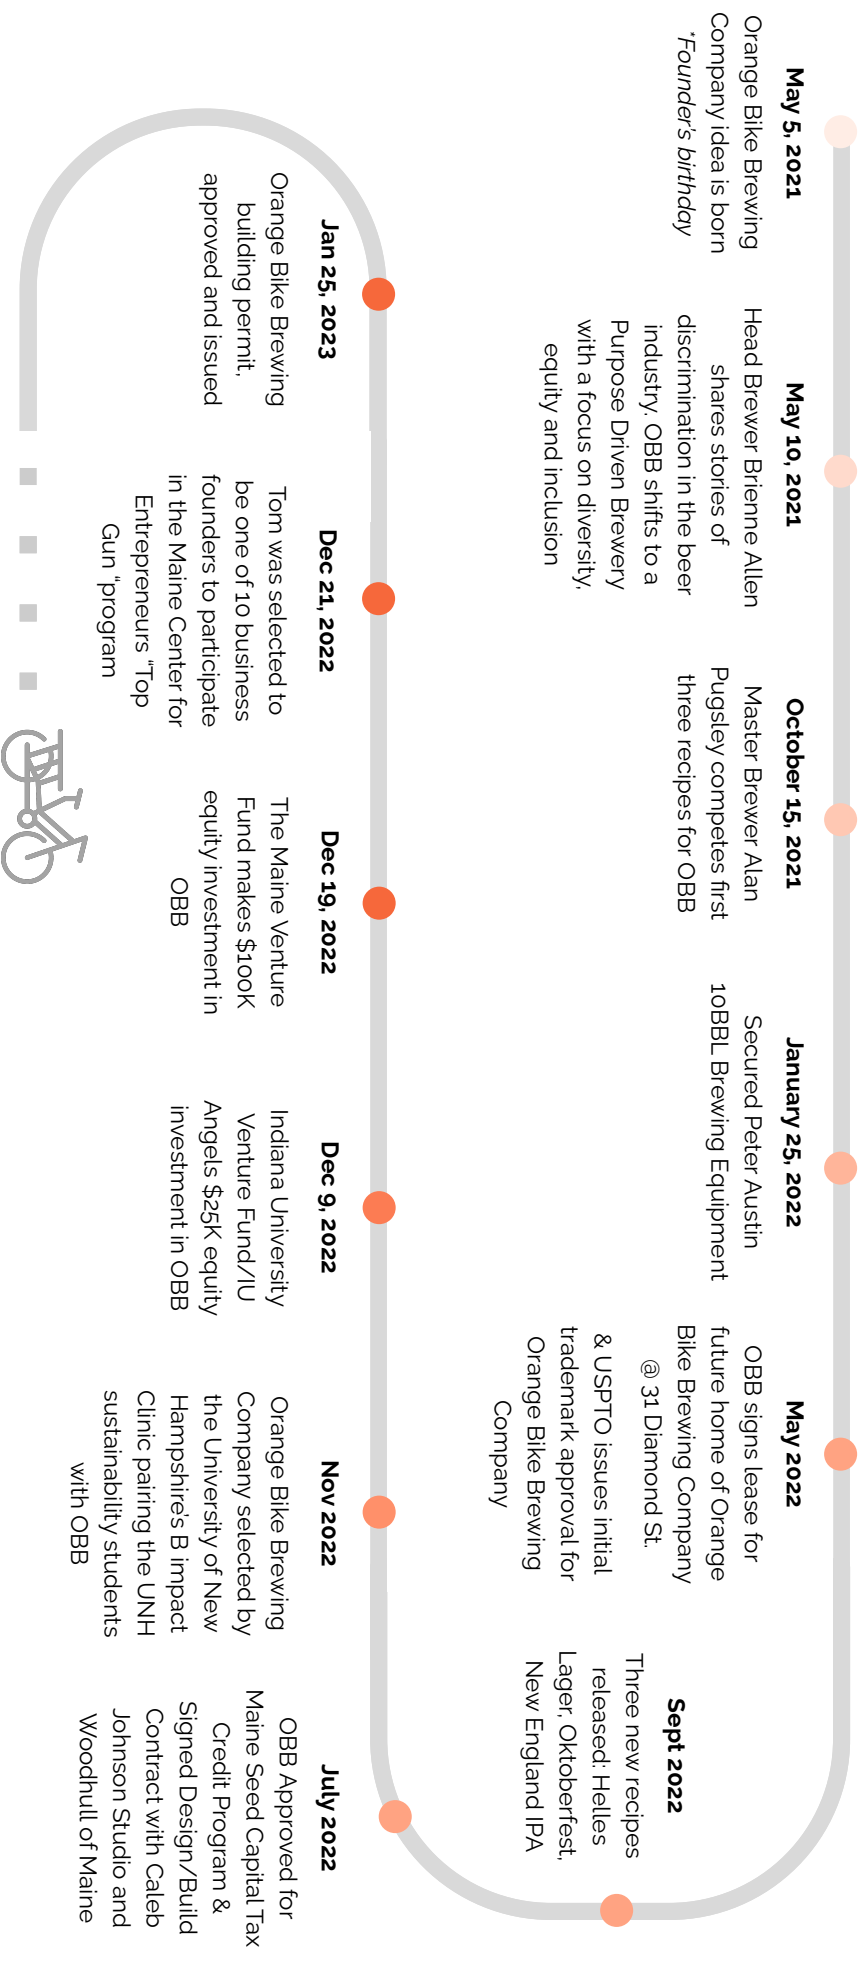 May 5, 2021
Orange Bike Brewing
Company idea is born
*Founder's birthday
May 10, 2021
Head Brewer Brienne Allen
shares stories of
discrimination in the beer
industry. OBB shifts to a
Purpose Driven Brewery
with a focus on diversity,
equity and inclusion
October 15, 2021
Master Brewer Alan
Pugsley competes first
three recipes for OBB
January 25, 2022
Secured Peter Austin
10BBL Brewing Equipment
May 2022
OBB signs lease for
future home of Orange
Bike Brewing Company
@ 31 Diamond St.
& USPTO issues initial
trademark approval for
Orange Bike Brewing
Company
Sept 2022
Three new recipes
released: Helles
Lager, Oktoberfest,
New England IPA
July 2022
OBB Approved for
Maine Seed Capital Tax
Credit Program &
Signed Design/Build
Contract with Caleb
Johnson Studio and
Woodhull of Maine
Nov 2022
Orange Bike Brewing
Company selected by
the University of New
Hampshire's B impact
Clinic pairing the UNH
sustainability students
with OBB
Dec 9, 2022
Indiana University
Venture Fund/IU
Angels $25K equity
investment in OBB
Dec 19, 2022
The Maine Venture
Fund makes $100K
equity investment in
OBB
Dec 21, 2022
Tom was selected to
be one of 10 business
founders to participate
in the Maine Center for
Entrepreneurs “Top
Gun “program
Jan 25, 2023
Orange Bike Brewing
building permit,
approved and issued